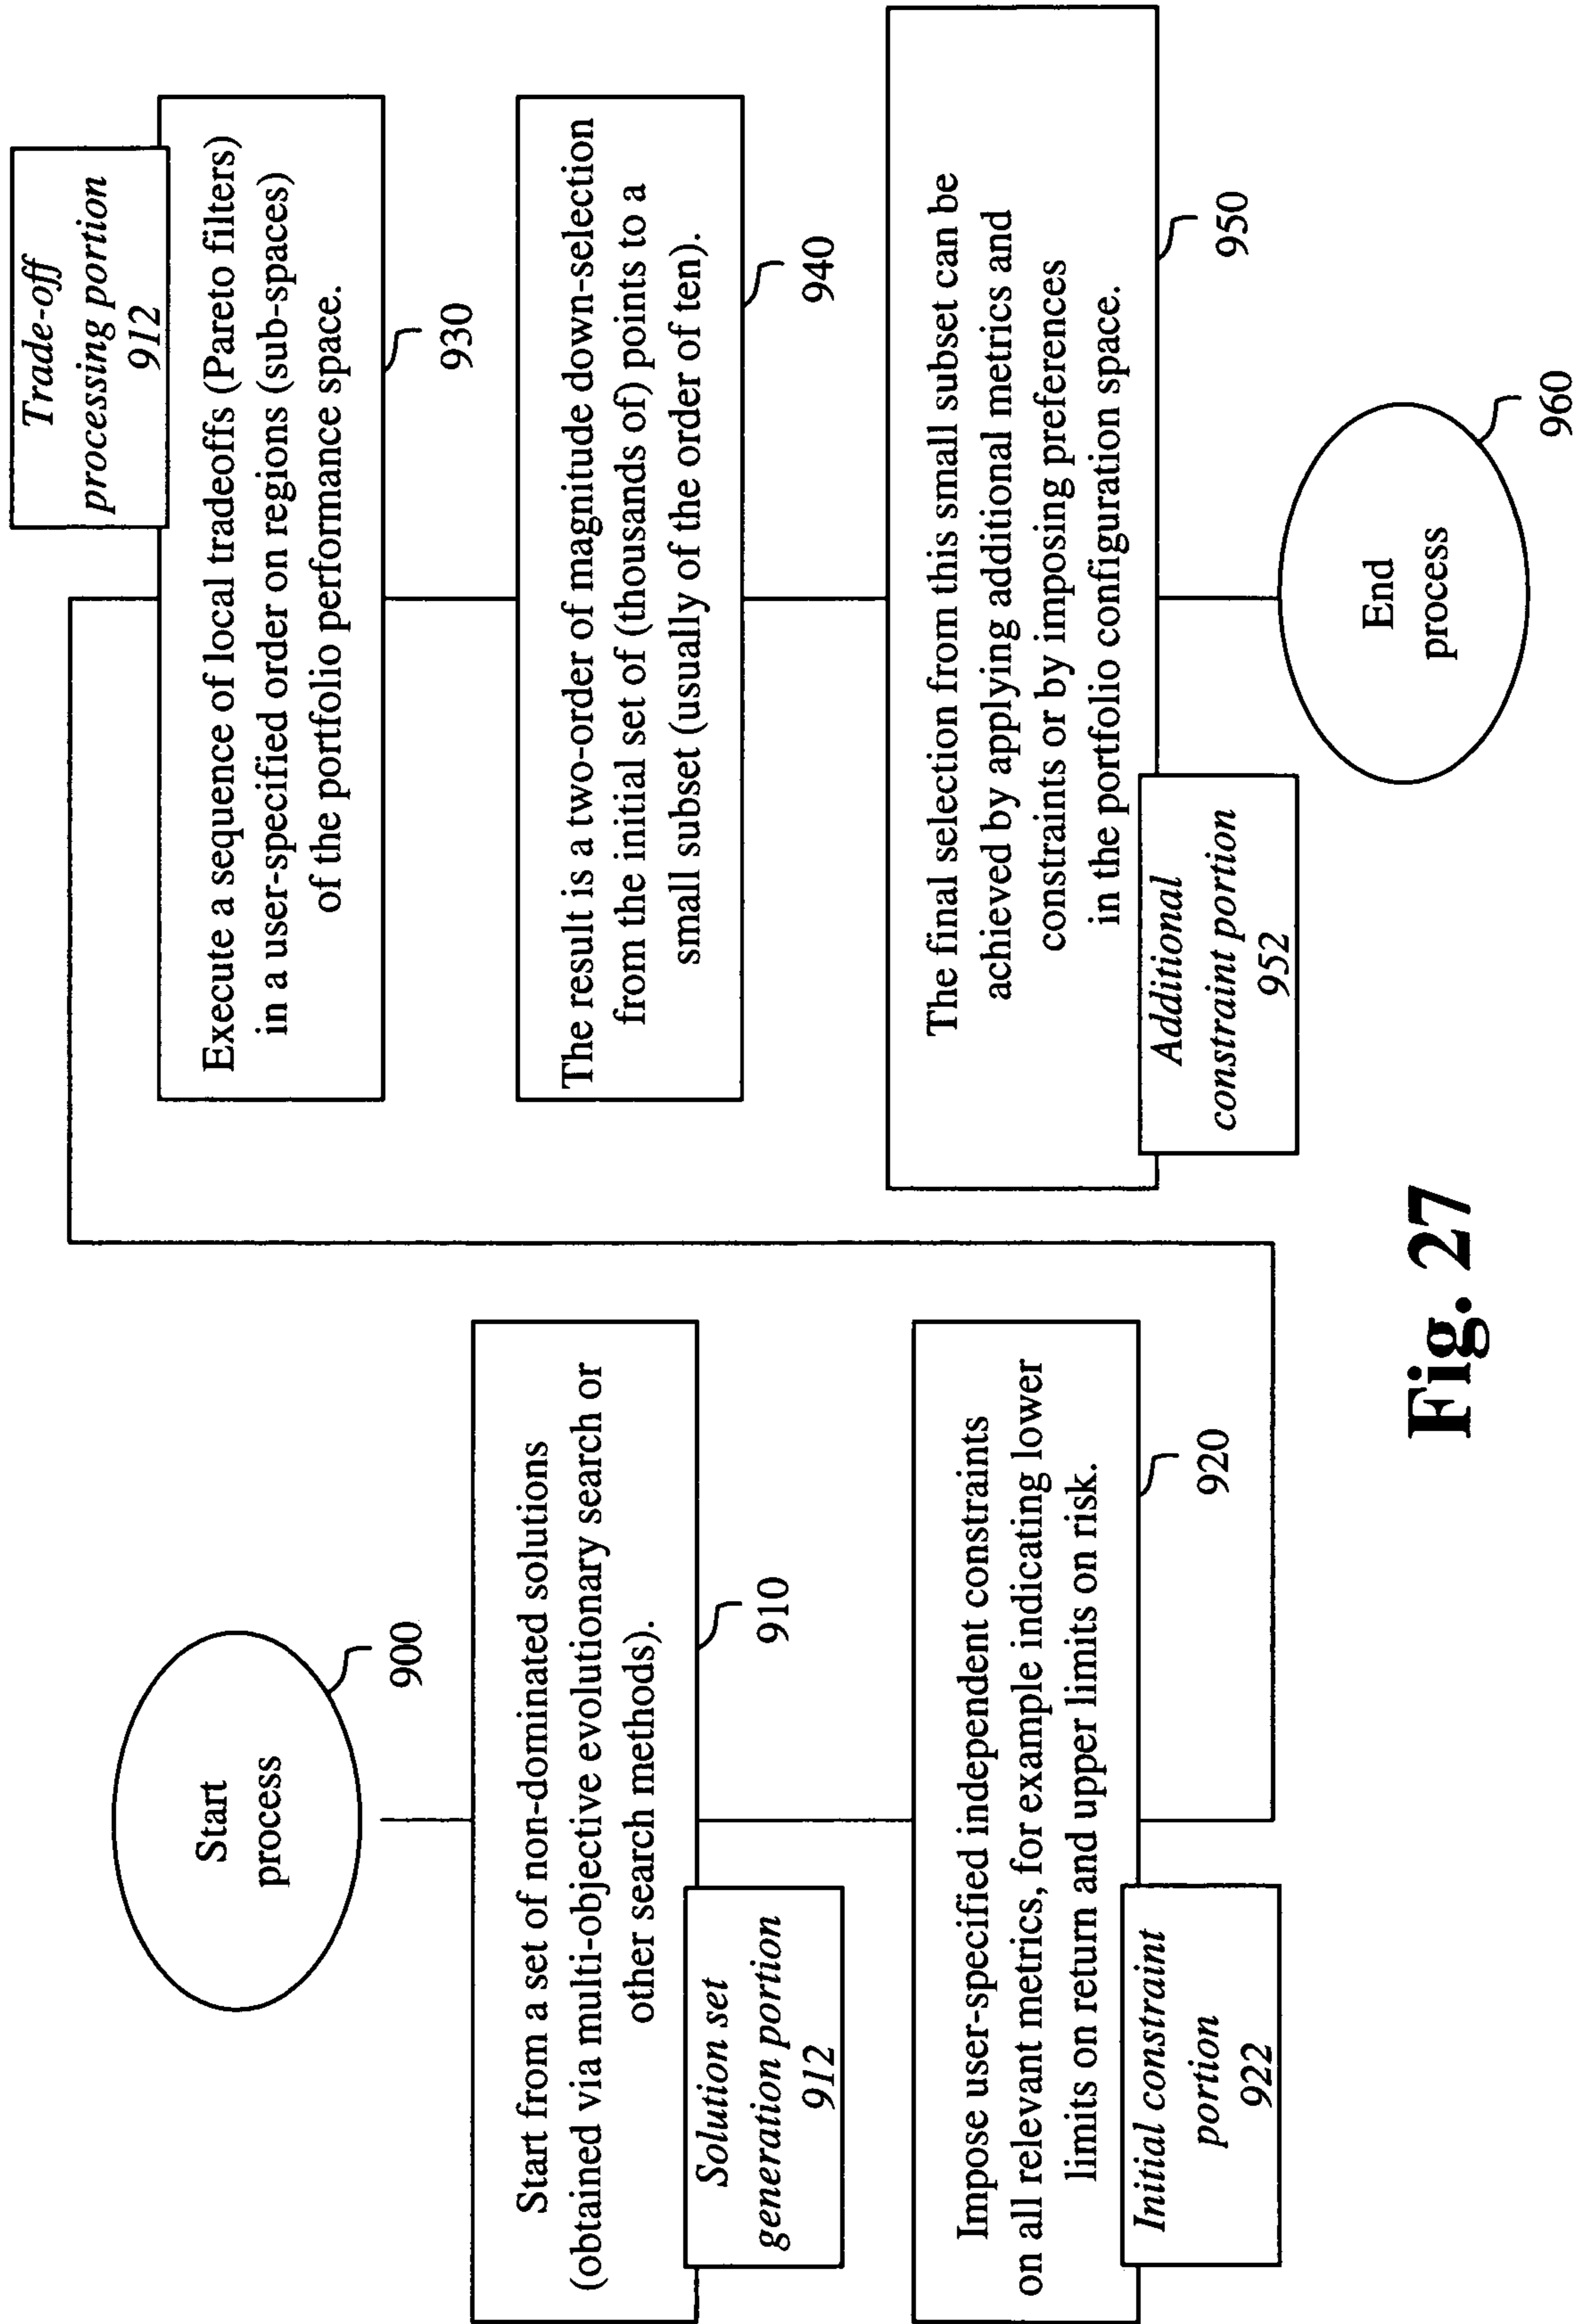 Start
process
900
Start from a set of non-dominated solutions
(obtained via multi-objective evolutionary search or
other search methods).
910
Solution set
generation portion
912
Impose user-specified independent constraints
on all relevant metrics, for example indicating lower
limits on return and upper limits on risk.
920
Initial constraint
portion
922
Trade-off
processing portion
912
Execute a sequence of local tradeoffs (Pareto filters)
in a user-specified order on regions (sub-spaces)
of the portfolio performance space.
930
The result is a two-order of magnitude down-selection
from the initial set of (thousands of) points to a
small subset (usually of the order of ten).
940
The final selection from this small subset can be
achieved by applying additional metrics and
constraints or by imposing preferences
in the portfolio configuration space.
950
Additional
constraint portion
952
End
process
960
Fig. 27